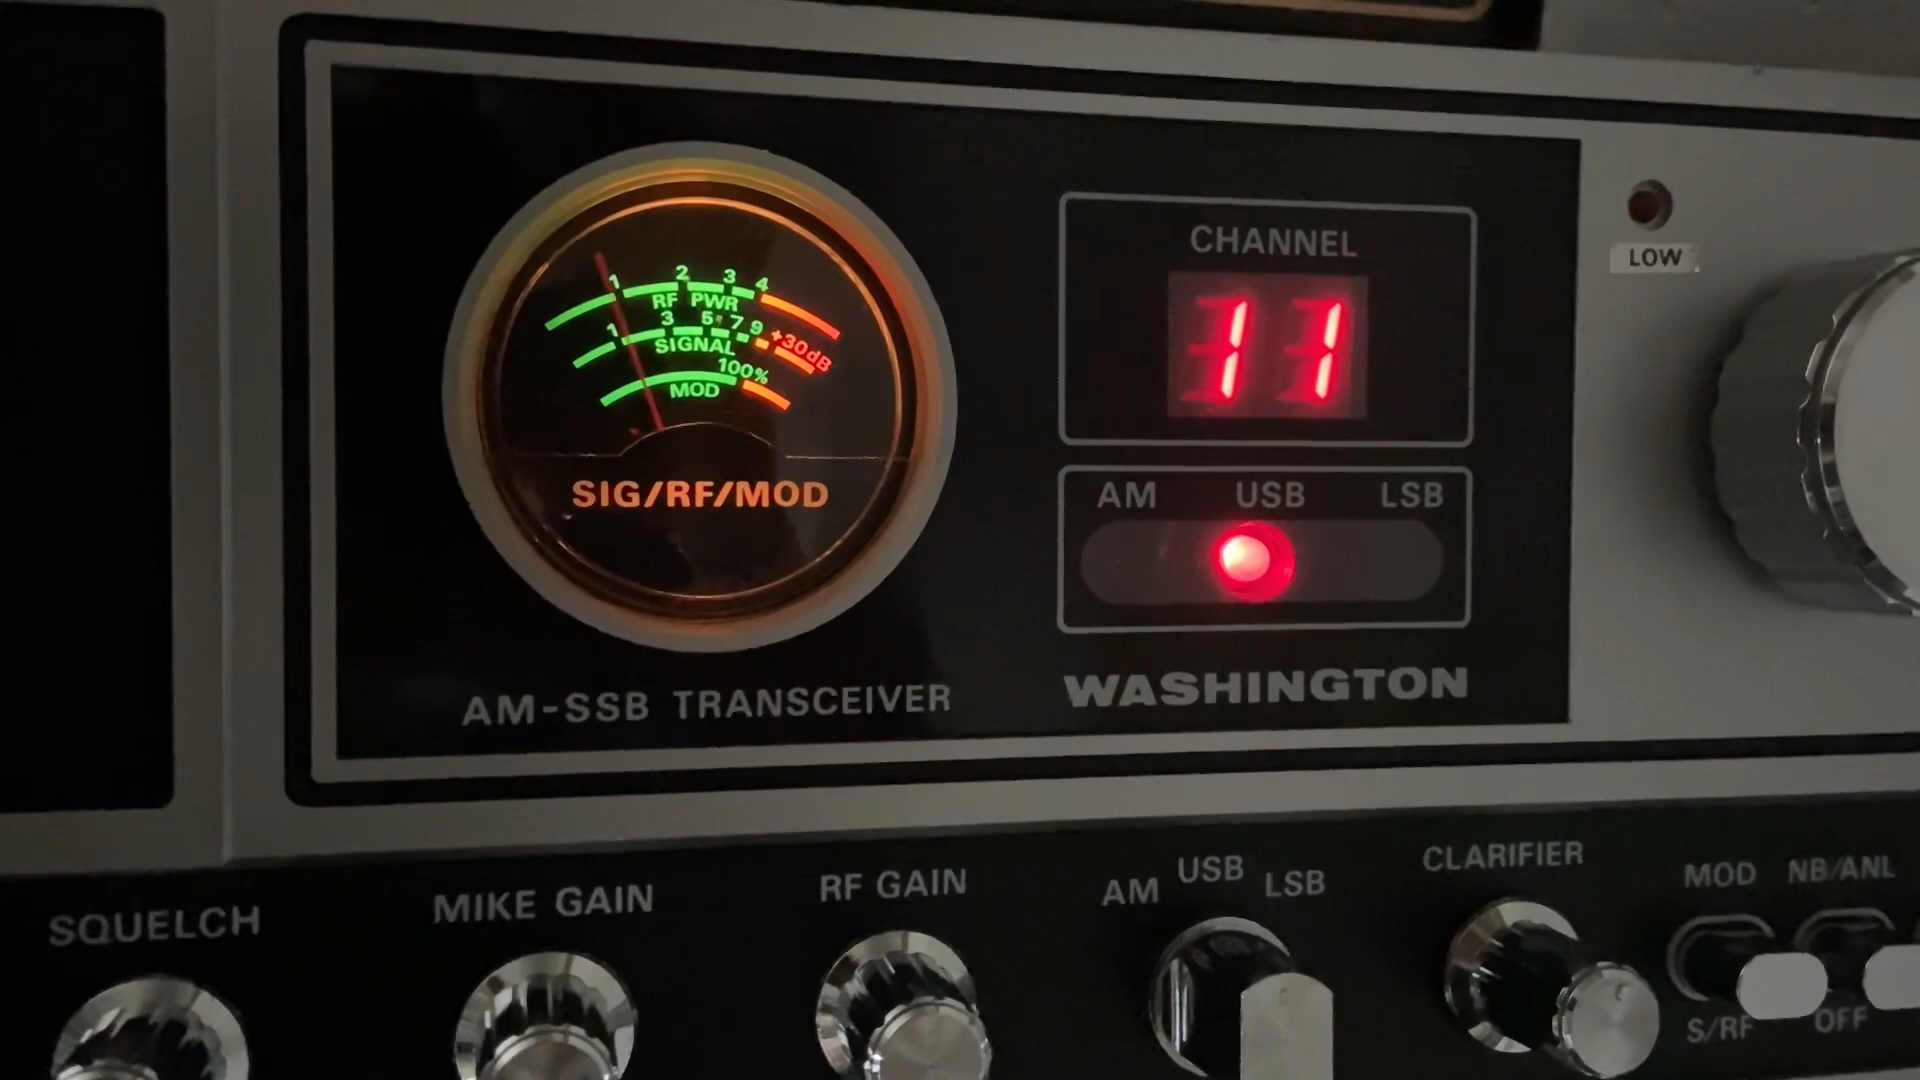 1 2 3 4
RF PWR
1 3 5 7 9 +30dB
SIGNAL
100%
MOD
SIG/RF/MOD
AM-SSB TRANSCEIVER
CHANNEL
11
AM USB LSB
WASHINGTON
LOW
SQUELCH
MIKE GAIN
RF GAIN
AM USB LSB
CLARIFIER
MOD NB/ANL
S/RF OFF